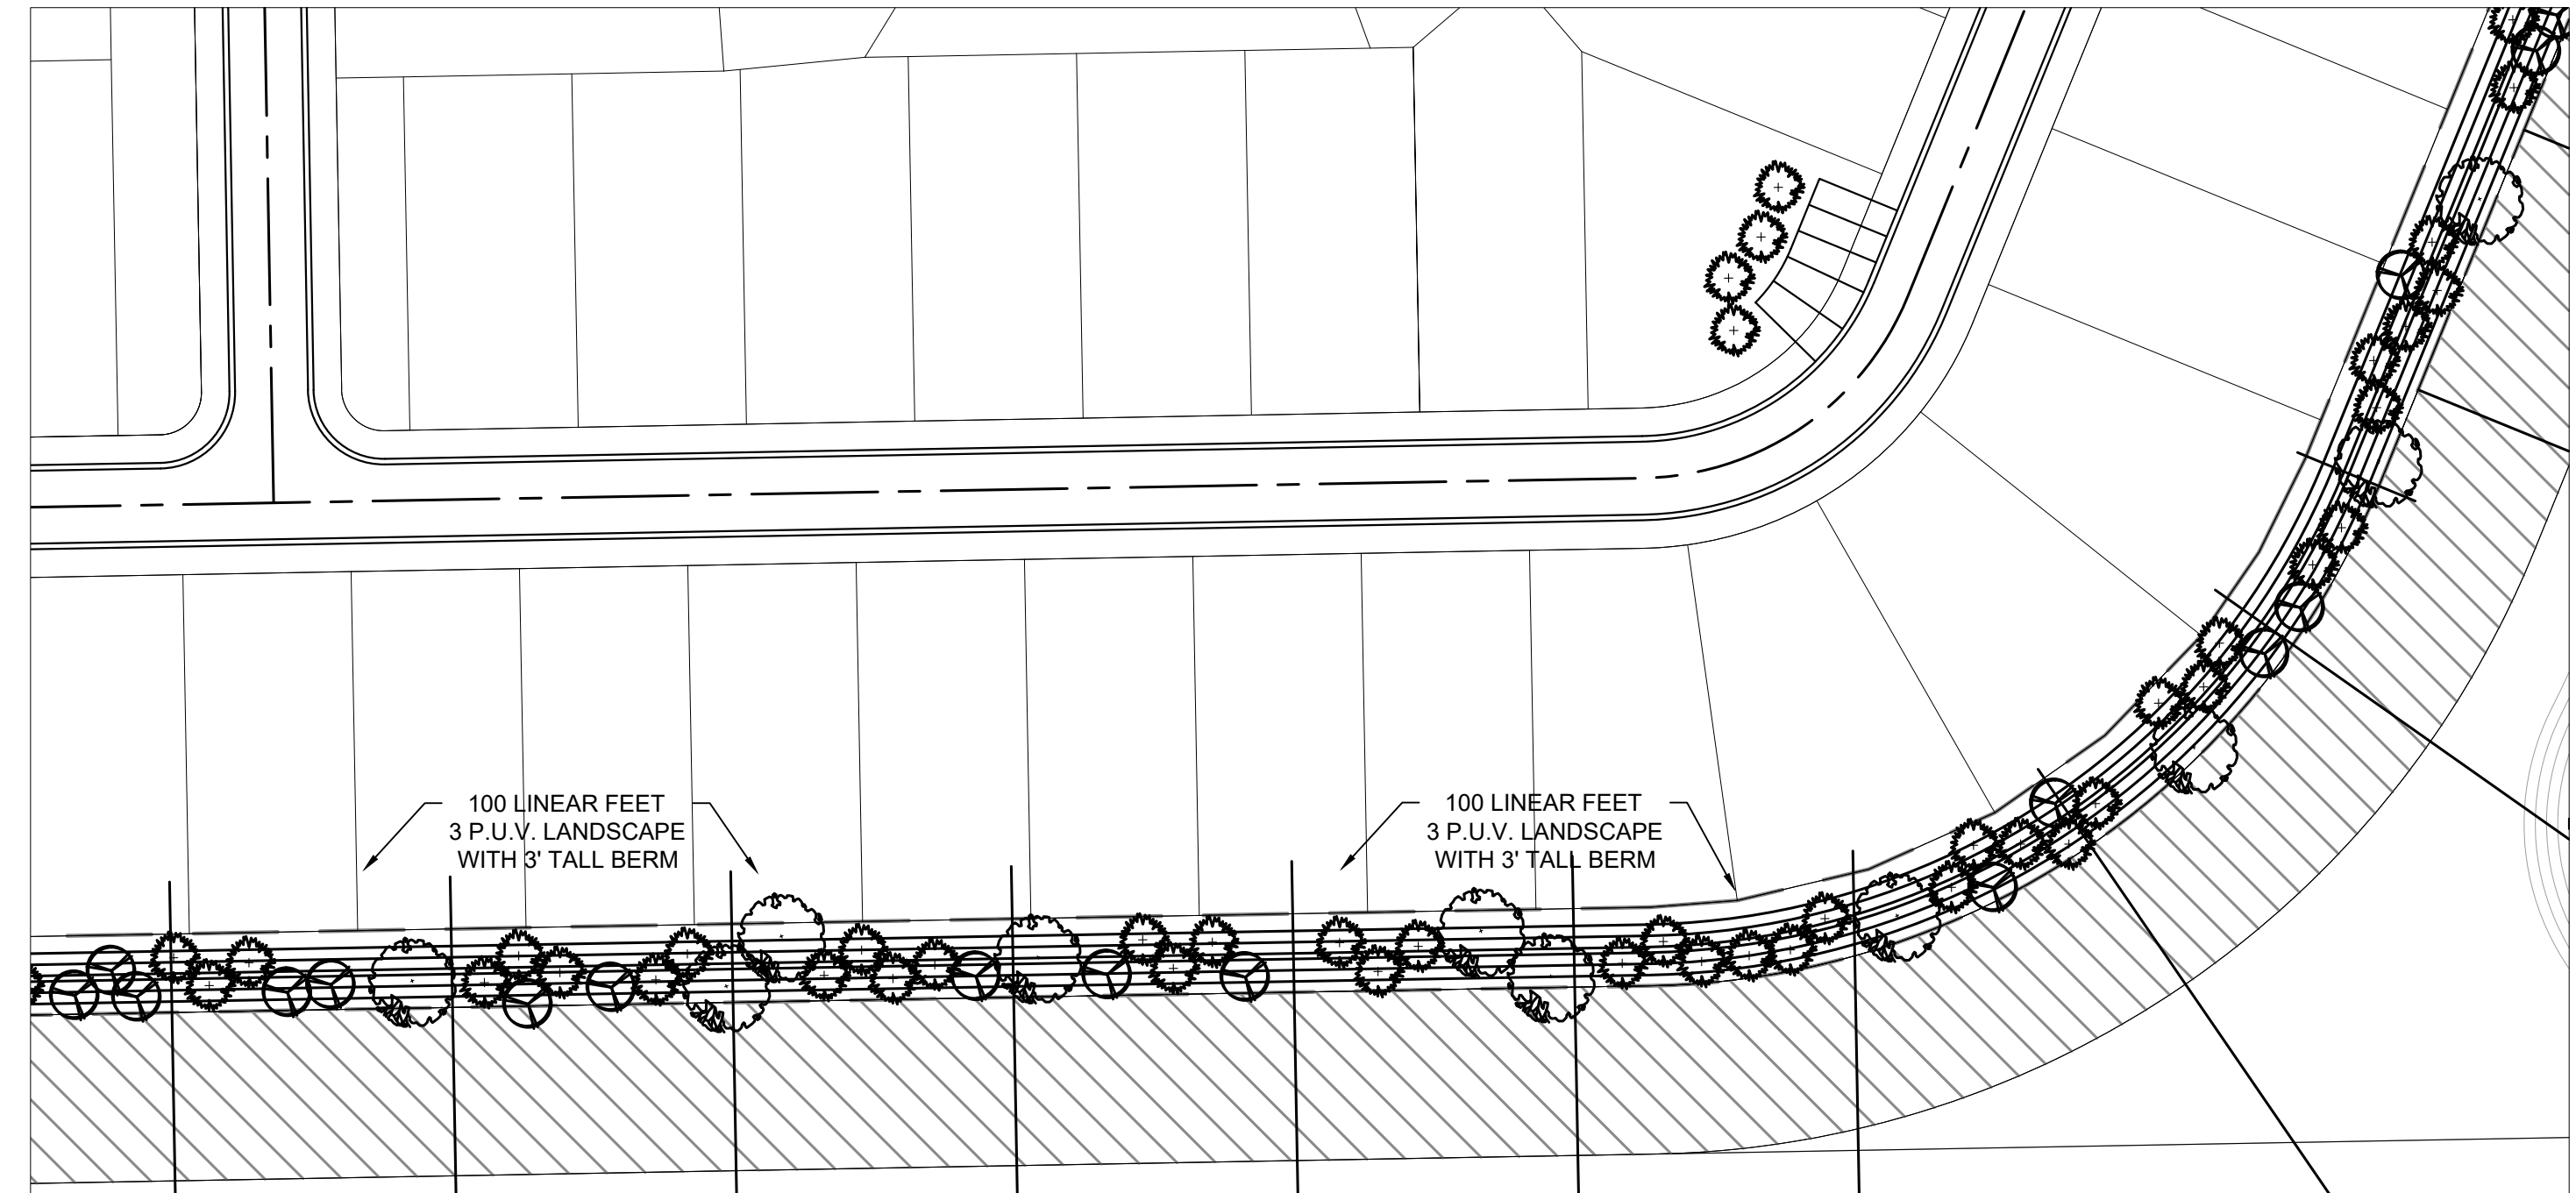 100 LINEAR FEET
3 P.U.V. LANDSCAPE
WITH 3' TALL BERM
100 LINEAR FEET
3 P.U.V. LANDSCAPE
WITH 3' TALL BERM